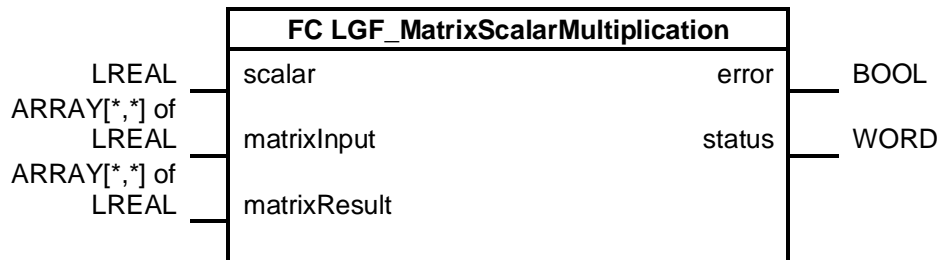 FC LGF_MatrixScalarMultiplication
LREAL scalar error BOOL
ARRAY[*,*] of
LREAL matrixInput status WORD
ARRAY[*,*] of
LREAL matrixResult